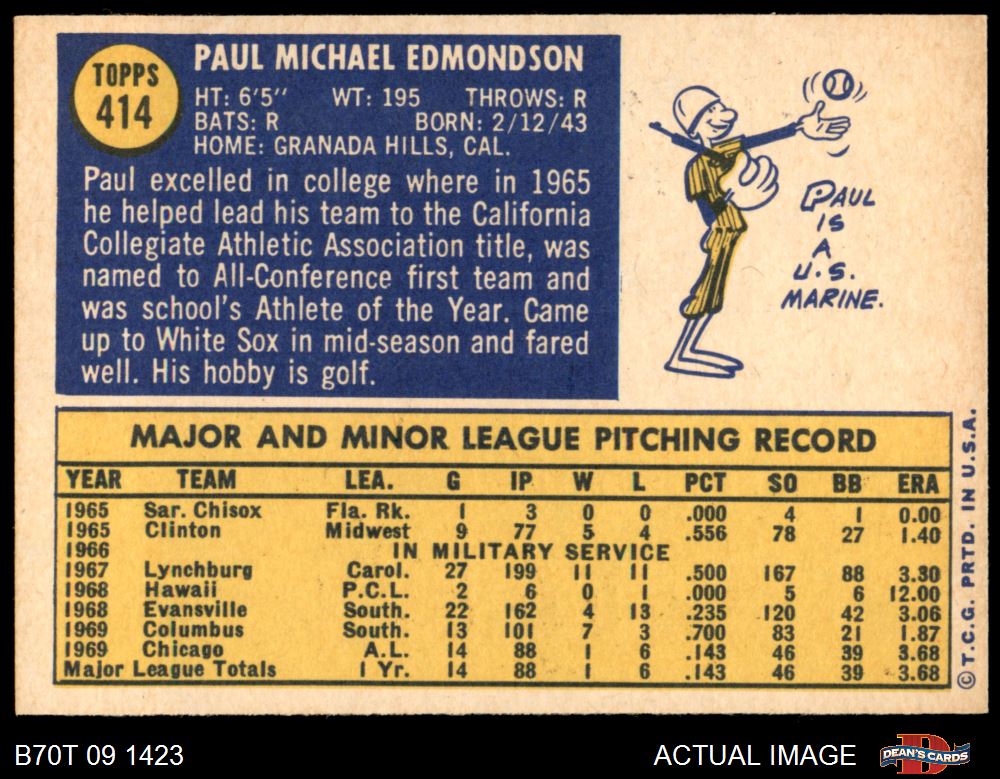 TOPPS
414
PAUL MICHAEL EDMONDSON
HT: 6'5" WT: 195 THROWS: R
BATS: R BORN: 2/12/43
HOME: GRANADA HILLS, CAL.
Paul excelled in college where in 1965
he helped lead his team to the California
Collegiate Athletic Association title, was
named to All-Conference first team and
was school's Athlete of the Year. Came
up to White Sox in mid-season and fared
well. His hobby is golf.
PAUL
IS
A
U.S.
MARINE.
MAJOR AND MINOR LEAGUE PITCHING RECORD
YEAR TEAM LEA. G IP W L PCT SO BB ERA
1965 Sar. Chisox Fla. Rk. 1 3 0 0 .000 4 1 0.00
1965 Clinton Midwest 9 77 5 4 .556 78 27 1.40
1966 IN MILITARY SERVICE
1967 Lynchburg Carol. 27 199 11 11 .500 167 88 3.30
1968 Hawaii P.C.L. 2 6 0 1 .000 5 6 12.00
1968 Evansville South. 22 162 4 13 .235 120 42 3.06
1969 Columbus South. 13 101 7 3 .700 83 21 1.87
1969 Chicago A.L. 14 88 1 6 .143 46 39 3.68
Major League Totals 1 Yr. 14 88 1 6 .143 46 39 3.68
© T.C.G. PRTD. IN U.S.A.
B70T 09 1423 ACTUAL IMAGE
DEAN'S CARDS